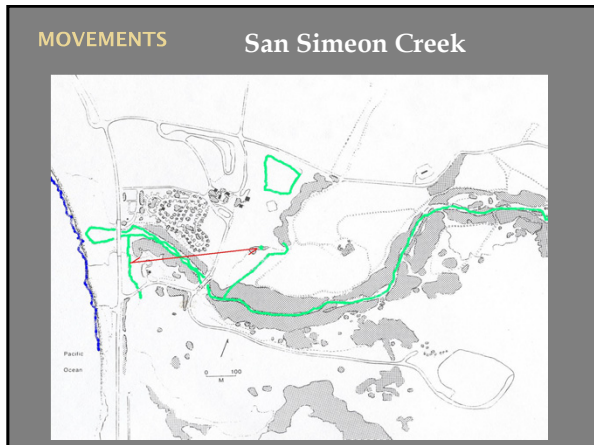 MOVEMENTS
San Simeon Creek
Pacific
Ocean
0 100
M